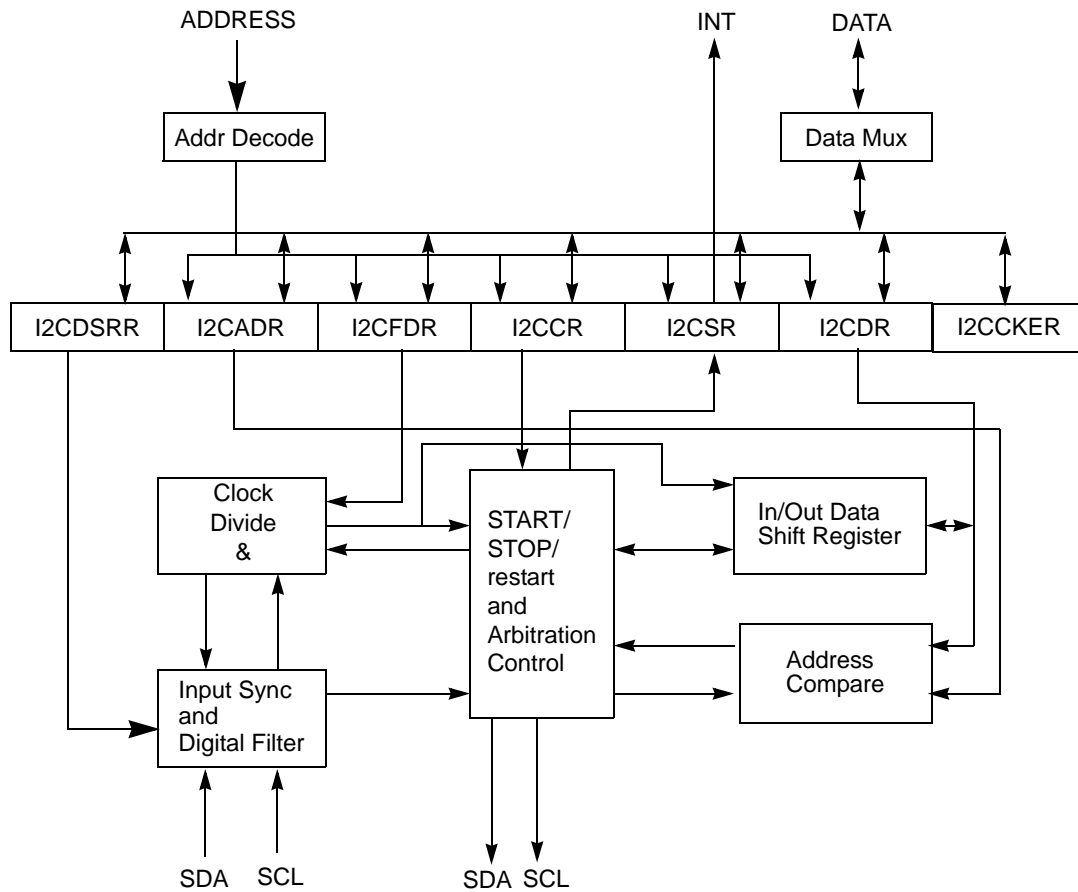 ADDRESS
INT
DATA
Addr Decode
Data Mux
I2CDSRR
I2CADR
I2CFDR
I2CCR
I2CSR
I2CDR
I2CCKER
Clock
Divide
&
START/
STOP/
restart
and
Arbitration
Control
In/Out Data
Shift Register
Input Sync
and
Digital Filter
Address
Compare
SDA
SCL
SDA
SCL